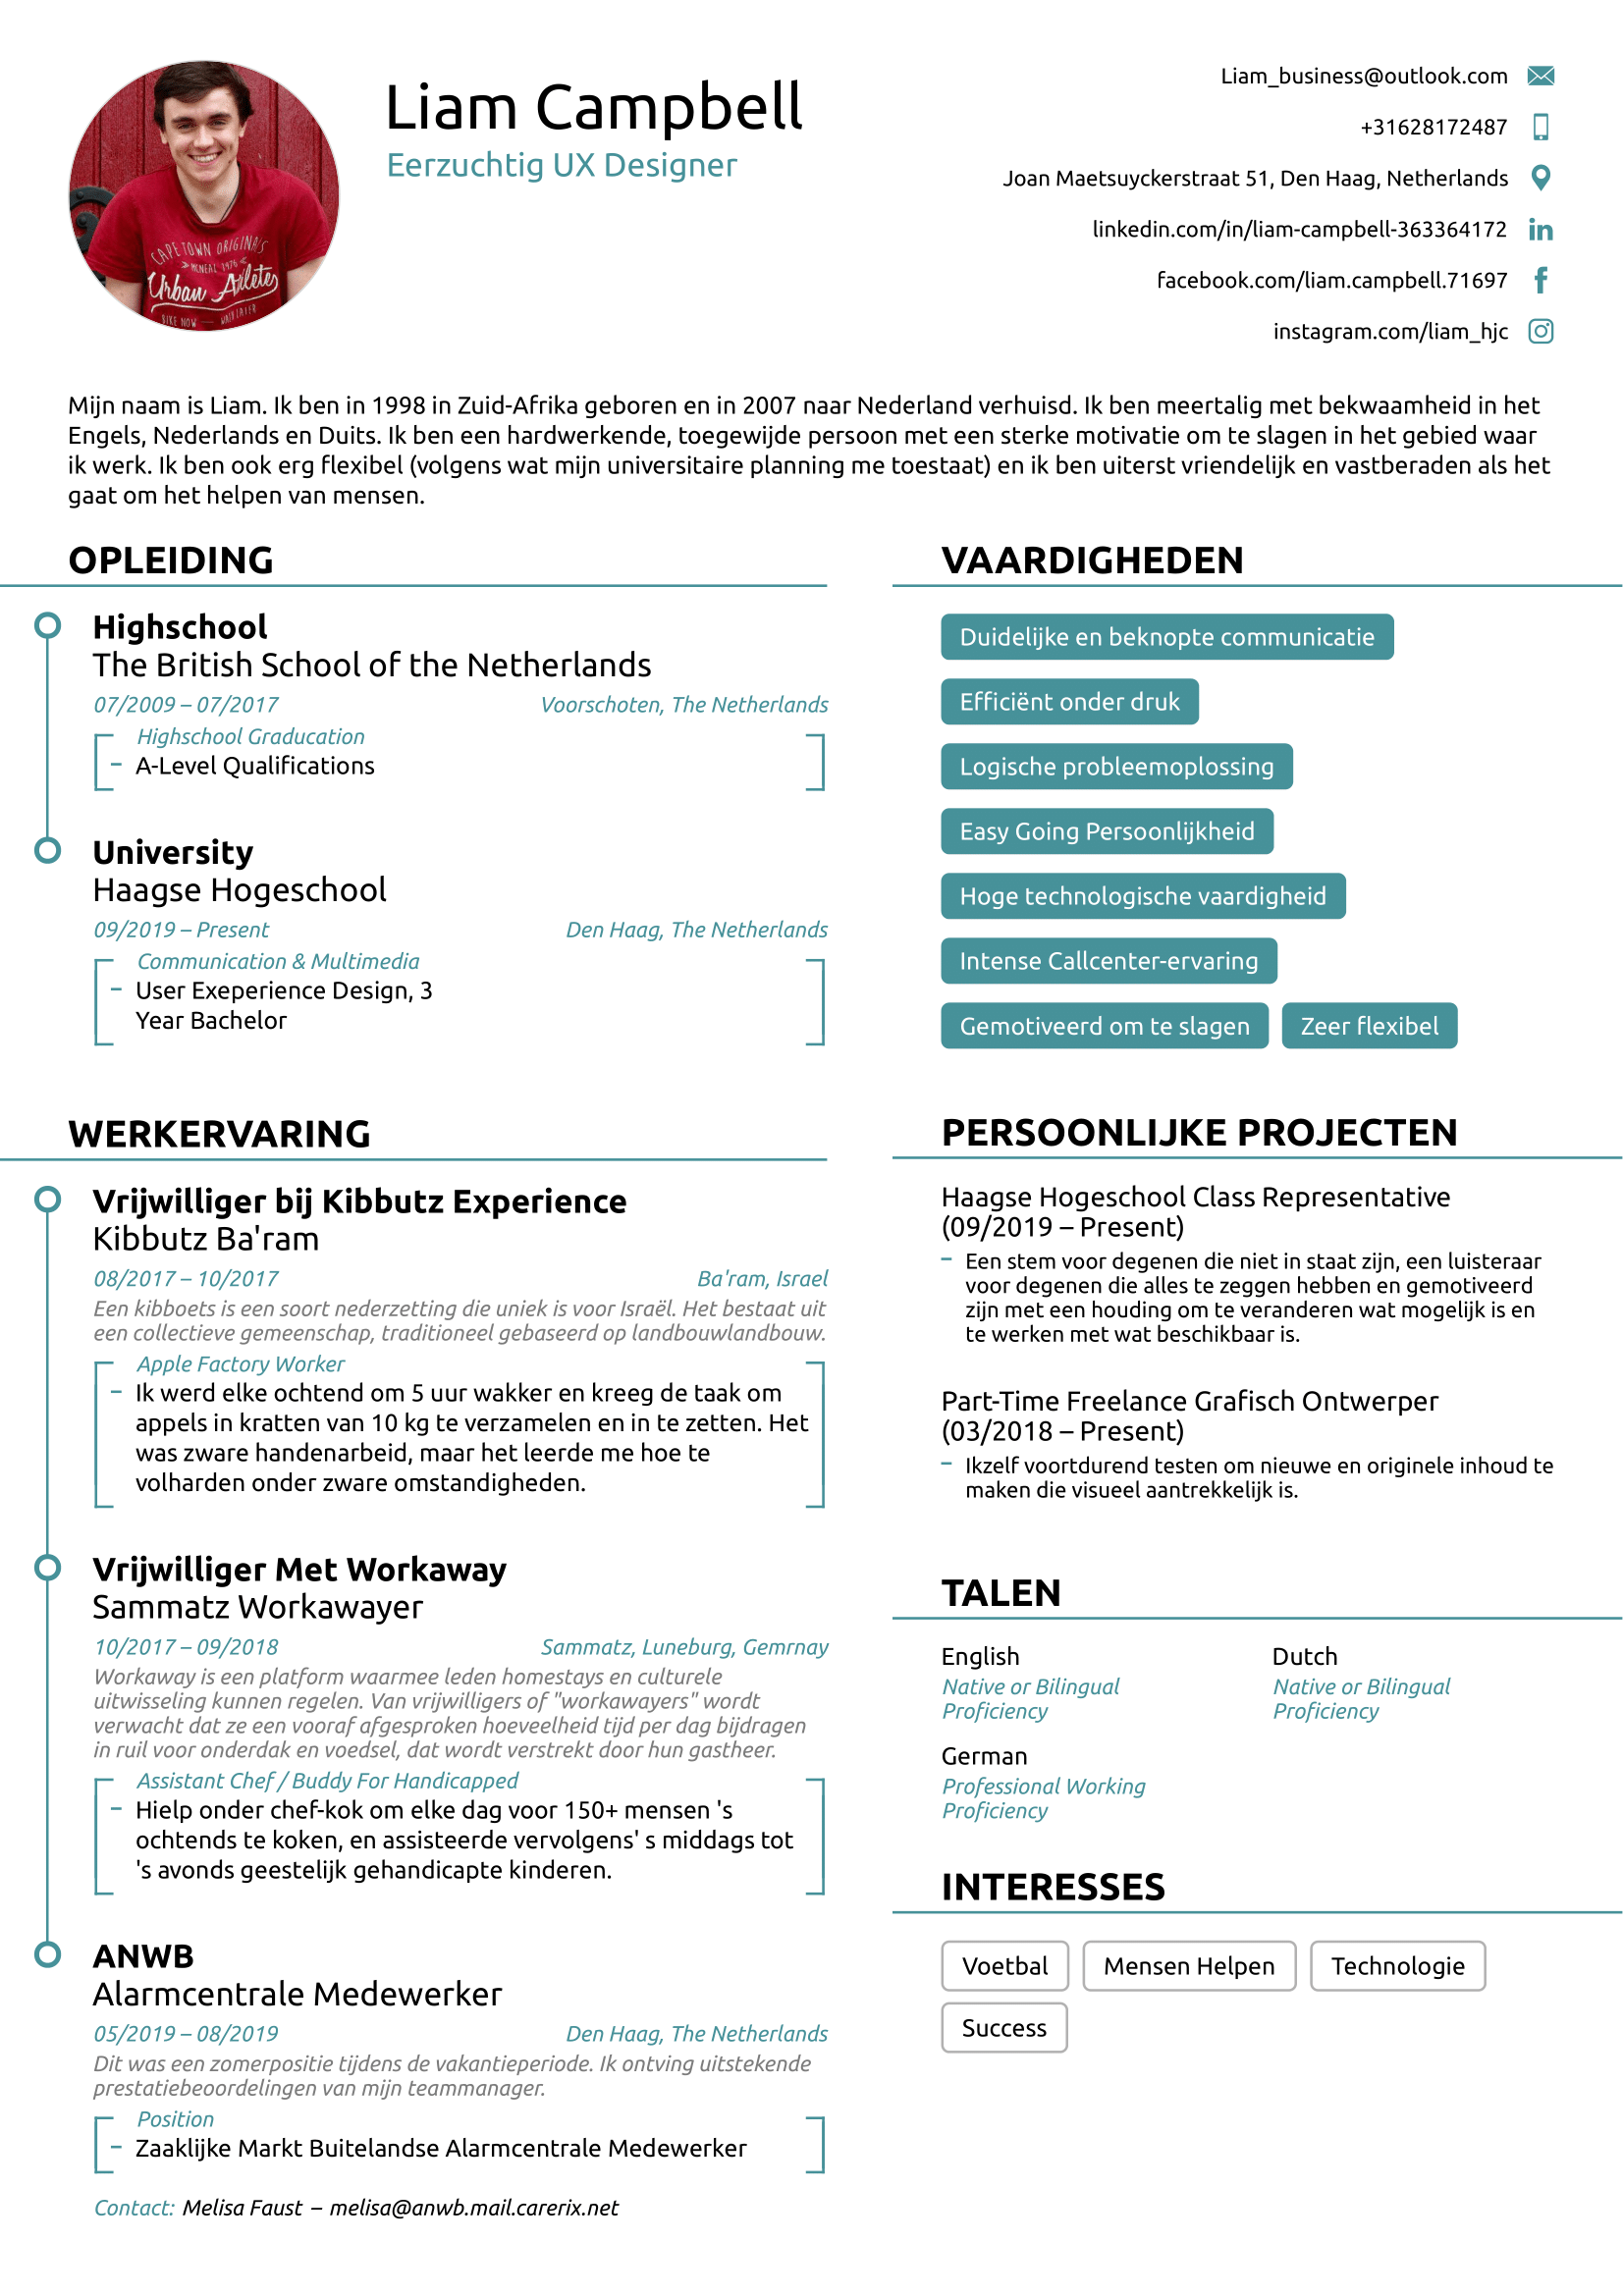 Liam Campbell
Eerzuchtig UX Designer
Liam_business@outlook.com
+31628172487
Joan Maetsuyckerstraat 51, Den Haag, Netherlands
linkedin.com/in/liam-campbell-363364172
facebook.com/liam.campbell.71697
instagram.com/liam_hjc
CAPE TOWN ORIGINALS
MCNEAL 1976
Urban Athlete
BIKE NOW
Mijn naam is Liam. Ik ben in 1998 in Zuid-Afrika geboren en in 2007 naar Nederland verhuisd. Ik ben meertalig met bekwaamheid in het
Engels, Nederlands en Duits. Ik ben een hardwerkende, toegewijde persoon met een sterke motivatie om te slagen in het gebied waar
ik werk. Ik ben ook erg flexibel (volgens wat mijn universitaire planning me toestaat) en ik ben uiterst vriendelijk en vastberaden als het
gaat om het helpen van mensen.
OPLEIDING
Highschool
The British School of the Netherlands
07/2009 – 07/2017 Voorschoten, The Netherlands
Highschool Graducation
– A-Level Qualifications
University
Haagse Hogeschool
09/2019 – Present Den Haag, The Netherlands
Communication & Multimedia
– User Exeperience Design, 3
Year Bachelor
WERKERVARING
Vrijwilliger bij Kibbutz Experience
Kibbutz Ba'ram
08/2017 – 10/2017 Ba'ram, Israel
Een kibboets is een soort nederzetting die uniek is voor Israël. Het bestaat uit
een collectieve gemeenschap, traditioneel gebaseerd op landbouwlandbouw.
Apple Factory Worker
– Ik werd elke ochtend om 5 uur wakker en kreeg de taak om
appels in kratten van 10 kg te verzamelen en in te zetten. Het
was zware handenarbeid, maar het leerde me hoe te
volharden onder zware omstandigheden.
Vrijwilliger Met Workaway
Sammatz Workawayer
10/2017 – 09/2018 Sammatz, Luneburg, Gemrnay
Workaway is een platform waarmee leden homestays en culturele
uitwisseling kunnen regelen. Van vrijwilligers of "workawayers" wordt
verwacht dat ze een vooraf afgesproken hoeveelheid tijd per dag bijdragen
in ruil voor onderdak en voedsel, dat wordt verstrekt door hun gastheer.
Assistant Chef / Buddy For Handicapped
– Hielp onder chef-kok om elke dag voor 150+ mensen 's
ochtends te koken, en assisteerde vervolgens' s middags tot
's avonds geestelijk gehandicapte kinderen.
ANWB
Alarmcentrale Medewerker
05/2019 – 08/2019 Den Haag, The Netherlands
Dit was een zomerpositie tijdens de vakantieperiode. Ik ontving uitstekende
prestatiebeoordelingen van mijn teammanager.
Position
– Zaaklijke Markt Buitelandse Alarmcentrale Medewerker
Contact: Melisa Faust – melisa@anwb.mail.carerix.net
VAARDIGHEDEN
Duidelijke en beknopte communicatie
Efficiënt onder druk
Logische probleemoplossing
Easy Going Persoonlijkheid
Hoge technologische vaardigheid
Intense Callcenter-ervaring
Gemotiveerd om te slagen Zeer flexibel
PERSOONLIJKE PROJECTEN
Haagse Hogeschool Class Representative
(09/2019 – Present)
– Een stem voor degenen die niet in staat zijn, een luisteraar
voor degenen die alles te zeggen hebben en gemotiveerd
zijn met een houding om te veranderen wat mogelijk is en
te werken met wat beschikbaar is.
Part-Time Freelance Grafisch Ontwerper
(03/2018 – Present)
– Ikzelf voortdurend testen om nieuwe en originele inhoud te
maken die visueel aantrekkelijk is.
TALEN
English Dutch
Native or Bilingual Native or Bilingual
Proficiency Proficiency
German
Professional Working
Proficiency
INTERESSES
Voetbal Mensen Helpen Technologie
Success